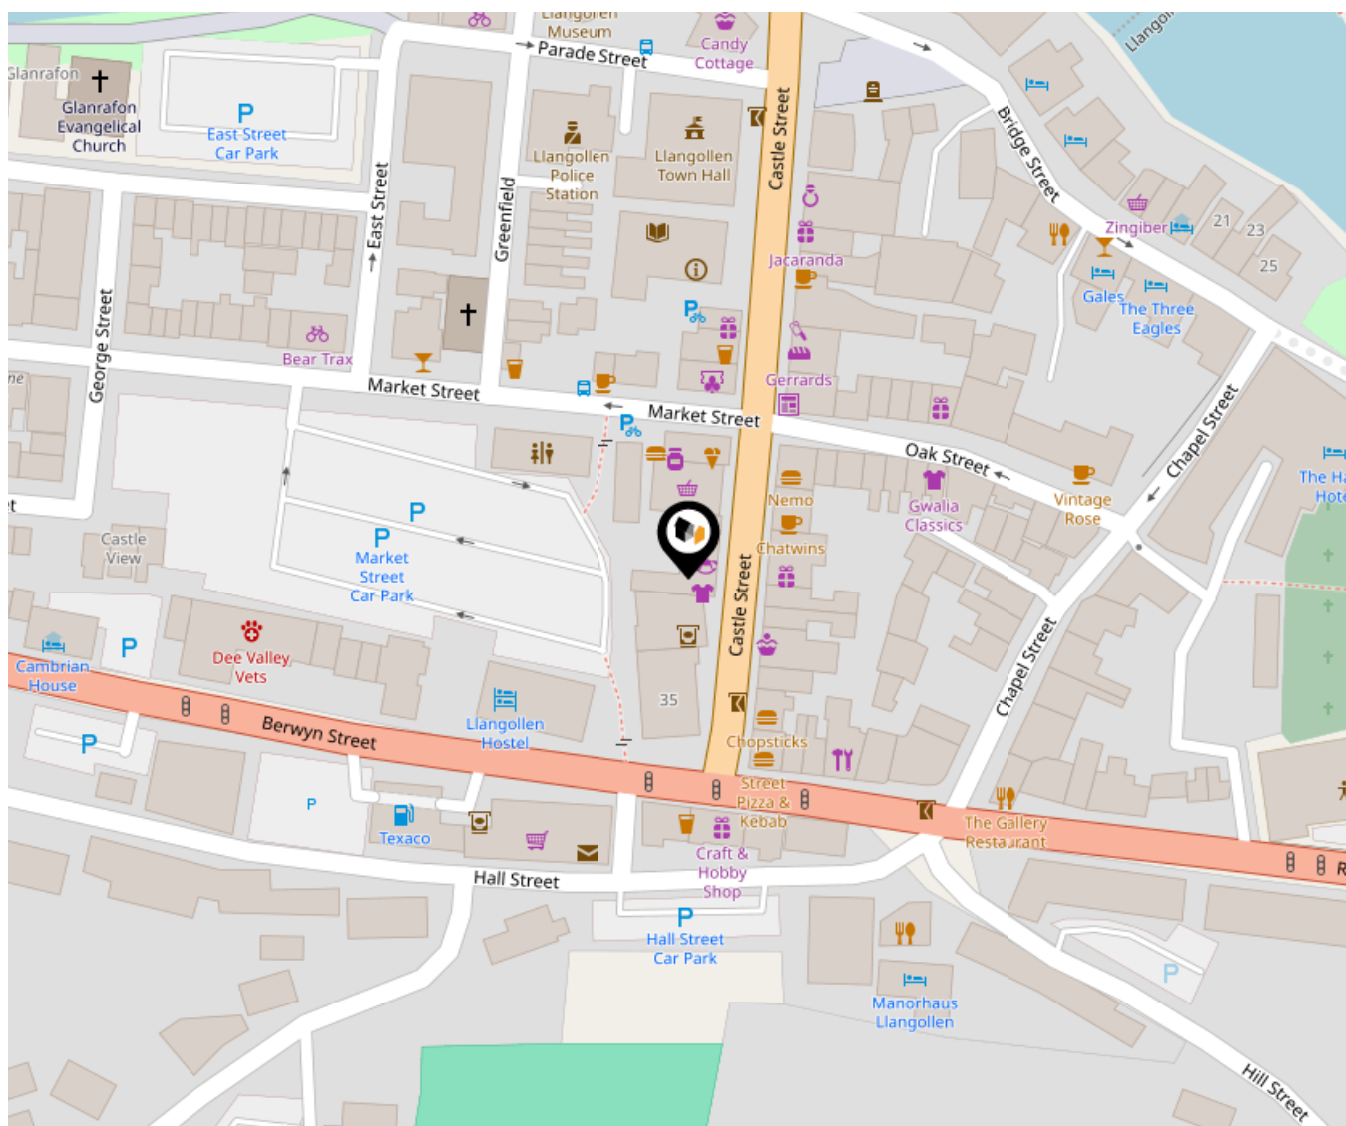 Llangollen
Museum
Parade Street
Candy
Cottage
Glanrafon
Glanrafon
Evangelical
Church
P
East Street
Car Park
Llangollen
Police
Station
Llangollen
Town Hall
Castle Street
Bridge Street
East Street
Greenfield
Zingiber
21
23
25
Jacaranda
Gales
The Three
Eagles
George Street
Bear Trax
P
Market Street
Market Street
P
Gerrards
Oak Street
Chapel Street
Vintage
Rose
Gwalia
Classics
Nemo
Chatwins
P
P
Market
Street
Car Park
Castle
View
Castle Street
Chapel Street
P
Dee Valley
Vets
Cambrian
House
35
Llangollen
Hostel
Berwyn Street
P
P
Chopsticks
Street
Pizza &
Kebab
The Gallery
Restaurant
Texaco
Craft &
Hobby
Shop
Hall Street
P
Hall Street
Car Park
P
Manorhaus
Llangollen
Hill Street